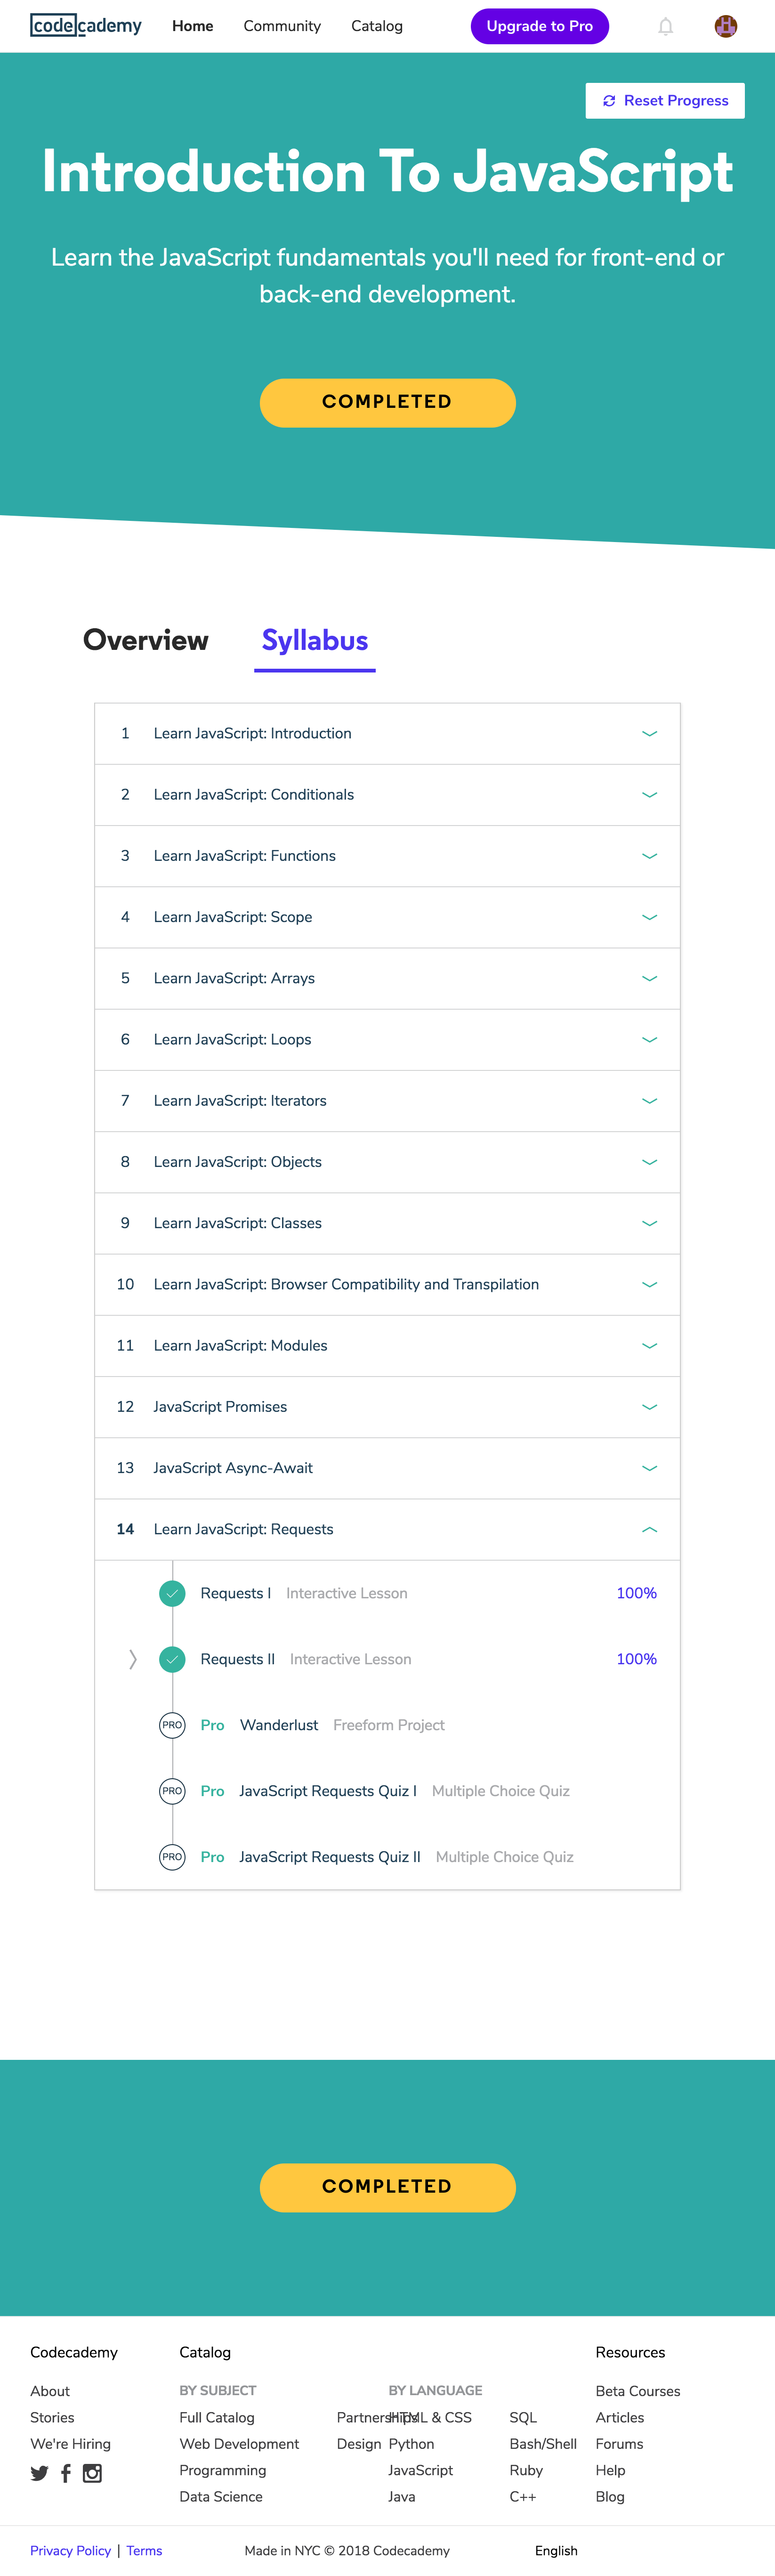 codecademy Home Community Catalog Upgrade to Pro
Reset Progress
Introduction To JavaScript
Learn the JavaScript fundamentals you'll need for front-end or
back-end development.
COMPLETED
Overview Syllabus
1 Learn JavaScript: Introduction
2 Learn JavaScript: Conditionals
3 Learn JavaScript: Functions
4 Learn JavaScript: Scope
5 Learn JavaScript: Arrays
6 Learn JavaScript: Loops
7 Learn JavaScript: Iterators
8 Learn JavaScript: Objects
9 Learn JavaScript: Classes
10 Learn JavaScript: Browser Compatibility and Transpilation
11 Learn JavaScript: Modules
12 JavaScript Promises
13 JavaScript Async-Await
14 Learn JavaScript: Requests
Requests I Interactive Lesson 100%
Requests II Interactive Lesson 100%
PRO Pro Wanderlust Freeform Project
PRO Pro JavaScript Requests Quiz I Multiple Choice Quiz
PRO Pro JavaScript Requests Quiz II Multiple Choice Quiz
COMPLETED
Codecademy Catalog Resources
About BY SUBJECT BY LANGUAGE Beta Courses
Stories Full Catalog Partnerships HTML & CSS SQL Articles
We're Hiring Web Development Design Python Bash/Shell Forums
Programming JavaScript Ruby Help
Data Science Java C++ Blog
Privacy Policy | Terms Made in NYC © 2018 Codecademy English